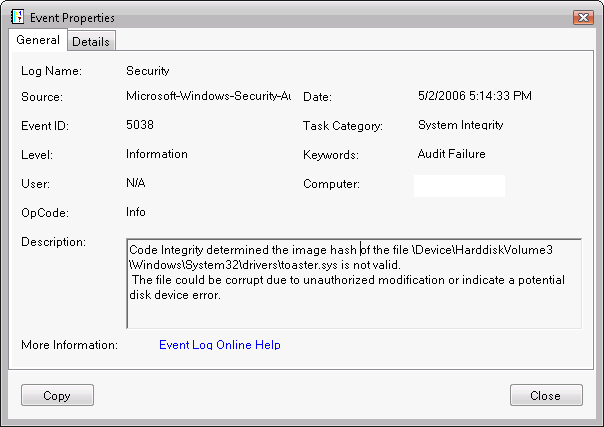 Event Properties
General Details
Log Name: Security
Source: Microsoft-Windows-Security-Au Date: 5/2/2006 5:14:33 PM
Event ID: 5038 Task Category: System Integrity
Level: Information Keywords: Audit Failure
User: N/A Computer:
OpCode: Info
Description: Code Integrity determined the image hash of the file \Device\HarddiskVolume3
\Windows\System32\drivers\toaster.sys is not valid.
The file could be corrupt due to unauthorized modification or indicate a potential
disk device error.
More Information: Event Log Online Help
Copy Close